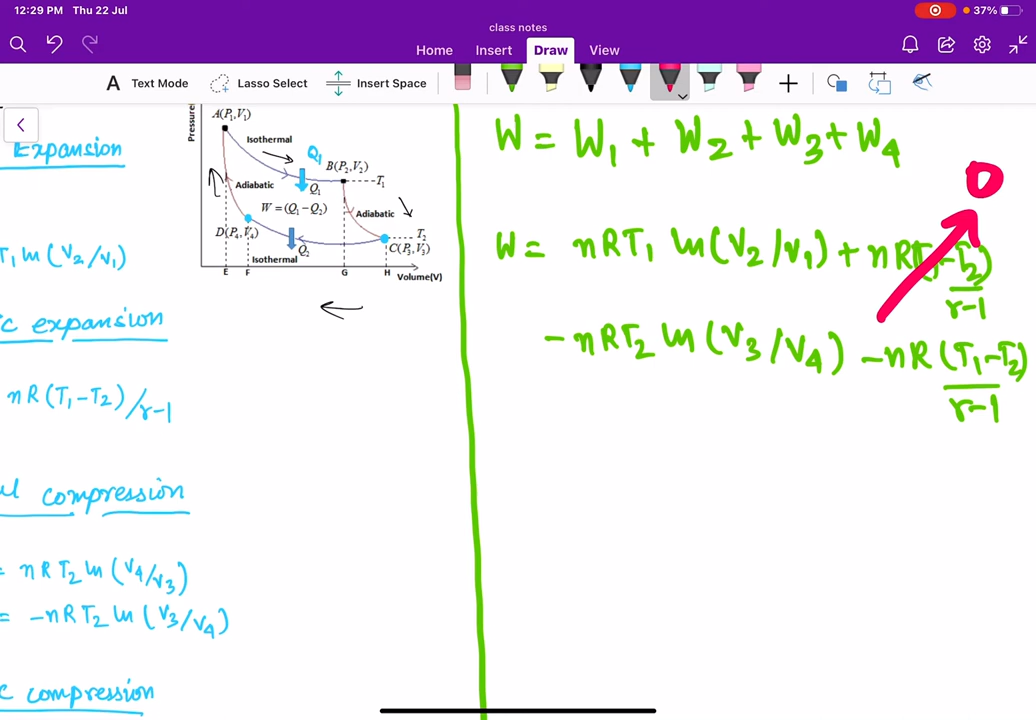 12:29 PM Thu 22 Jul
37%
class notes
Home Insert Draw View
Text Mode Lasso Select Insert Space
Expansion
T₁ ln(V₂/V₁)
c expansion
nR(T₁-T₂)/r-1
compression
= nRT₂ ln(V₄/V₃)
= -nRT₂ ln(V₃/V₄)
c compression
Pressure
A(P₁,V₁)
Isothermal
Q₁
B(P₂,V₂)
T₁
Adiabatic
Q₁
W = (Q₁ − Q₂)
Adiabatic
D(P₄,V₄)
T₂
Q₂
C(P₃,V₃)
Isothermal
E F G H Volume(V)
W = W₁ + W₂ + W₃ + W₄
W = nRT₁ ln(V₂/V₁) + nR(T₁-T₂)
r-1
-nRT₂ ln(V₃/V₄) -nR(T₁-T₂)
r-1
0